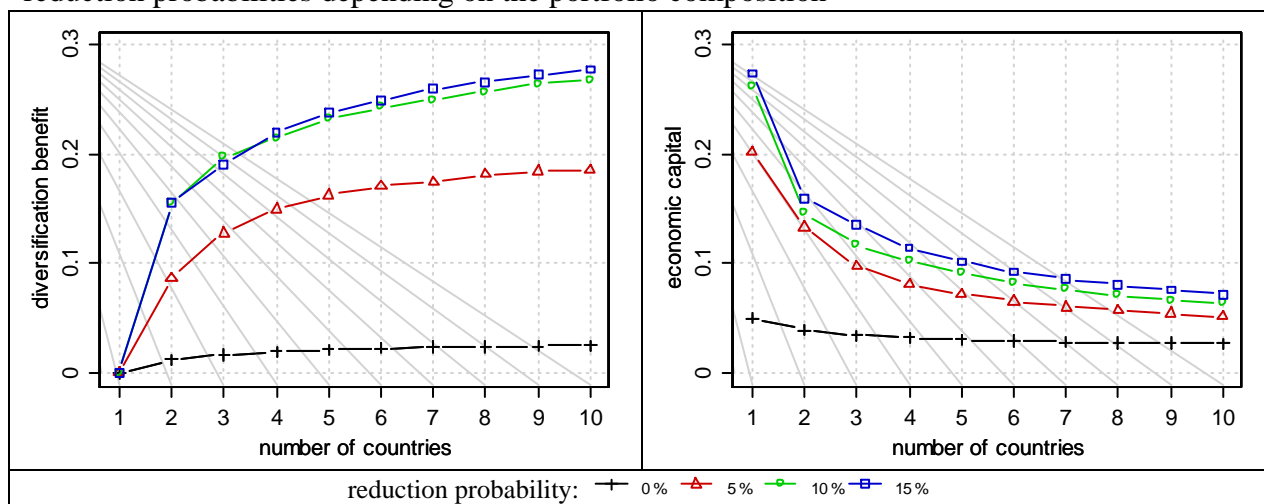 reduction probabilities depending on the portfolio composition
0.3
0.2
0.1
0
diversification benefit
1 2 3 4 5 6 7 8 9 10
number of countries
0.3
0.2
0.1
0
economic capital
1 2 3 4 5 6 7 8 9 10
number of countries
reduction probability: 0% 5% 10% 15%